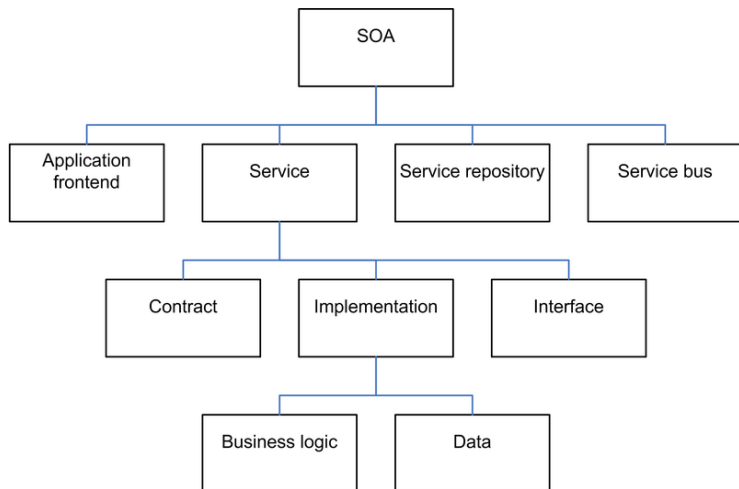 SOA
Application
frontend
Service
Service repository
Service bus
Contract
Implementation
Interface
Business logic
Data